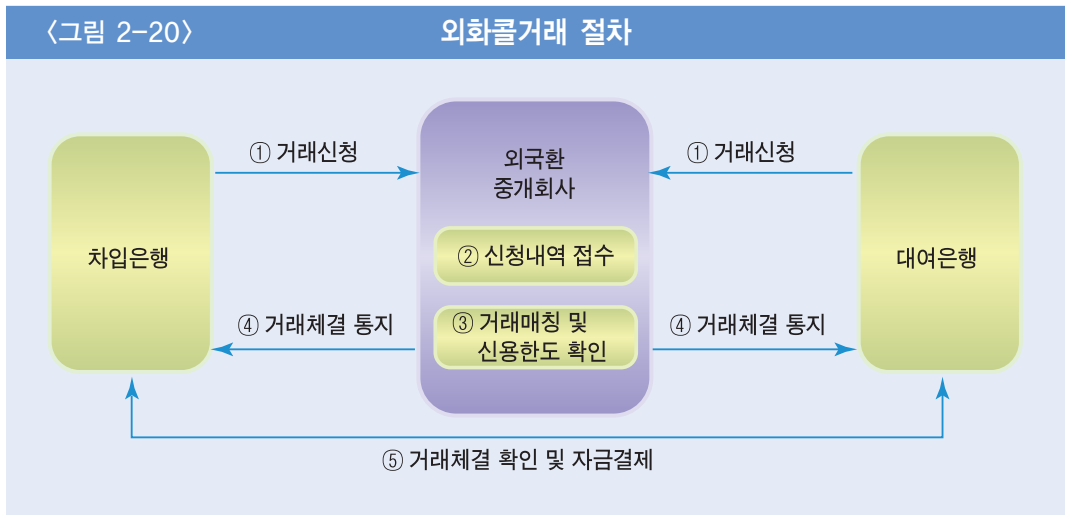 〈그림 2-20〉
외화콜거래 절차
① 거래신청
① 거래신청
외국환
중개회사
차입은행
② 신청내역 접수
대여은행
④ 거래체결 통지
③ 거래매칭 및
신용한도 확인
④ 거래체결 통지
⑤ 거래체결 확인 및 자금결제